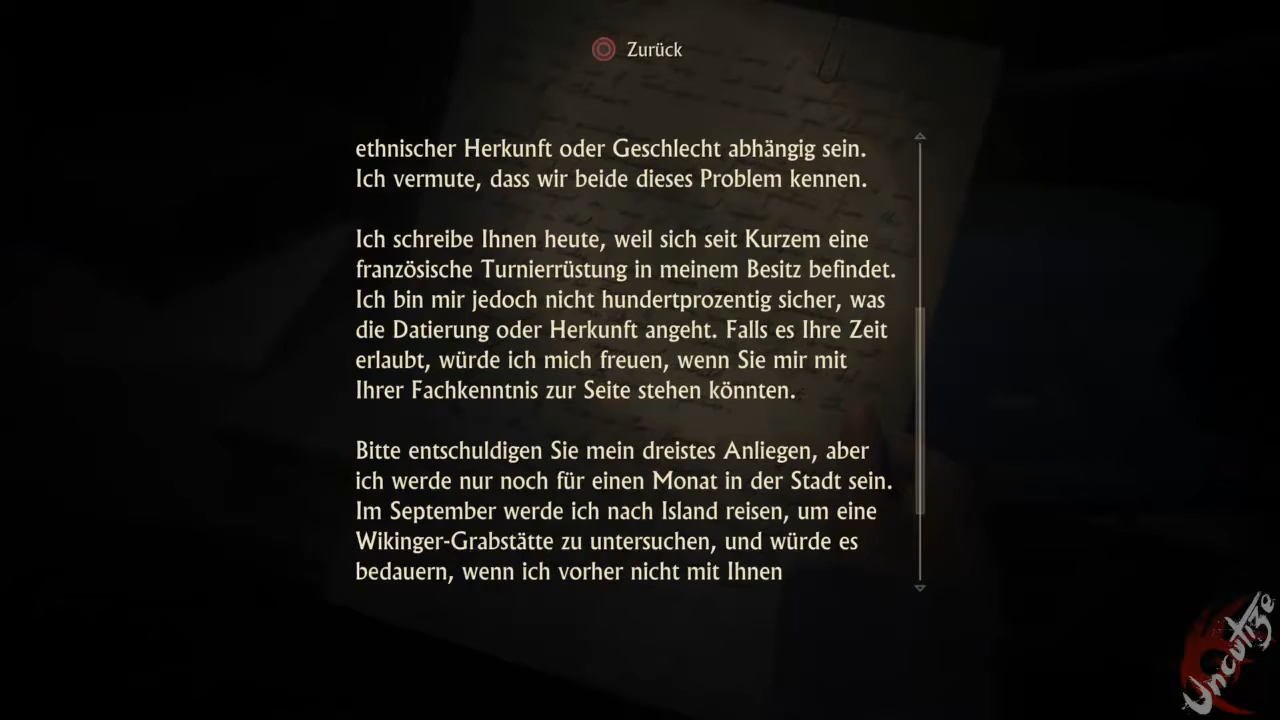 Zurück
ethnischer Herkunft oder Geschlecht abhängig sein.
Ich vermute, dass wir beide dieses Problem kennen.
Ich schreibe Ihnen heute, weil sich seit Kurzem eine
französische Turnierrüstung in meinem Besitz befindet.
Ich bin mir jedoch nicht hundertprozentig sicher, was
die Datierung oder Herkunft angeht. Falls es Ihre Zeit
erlaubt, würde ich mich freuen, wenn Sie mir mit
Ihrer Fachkenntnis zur Seite stehen könnten.
Bitte entschuldigen Sie mein dreistes Anliegen, aber
ich werde nur noch für einen Monat in der Stadt sein.
Im September werde ich nach Island reisen, um eine
Wikinger-Grabstätte zu untersuchen, und würde es
bedauern, wenn ich vorher nicht mit Ihnen
Uncut130